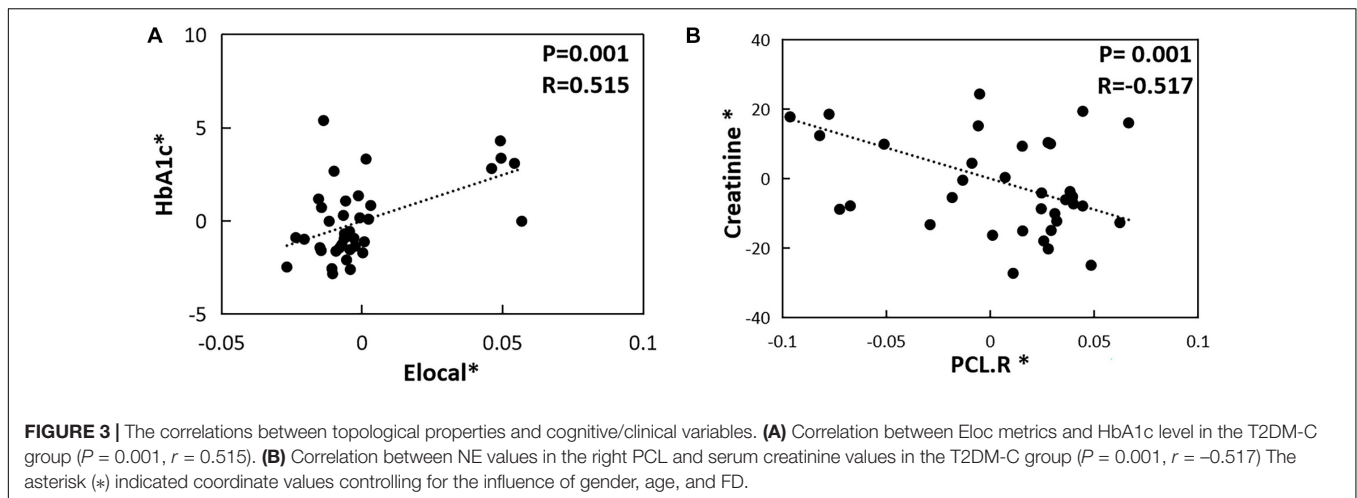 A
10
5
0
-5
-0.05
0
0.05
0.1
HbA1c*
Elocal*
P=0.001
R=0.515
B
40
20
0
-20
-40
-0.1
-0.05
0
0.05
0.1
Creatinine *
PCL.R *
P= 0.001
R=-0.517
FIGURE 3 | The correlations between topological properties and cognitive/clinical variables. (A) Correlation between Eloc metrics and HbA1c level in the T2DM-C
group (P = 0.001, r = 0.515). (B) Correlation between NE values in the right PCL and serum creatinine values in the T2DM-C group (P = 0.001, r = –0.517) The
asterisk (*) indicated coordinate values controlling for the influence of gender, age, and FD.